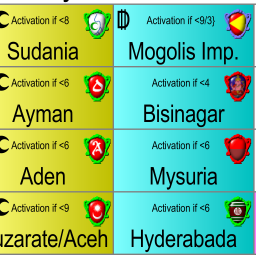 Activation if <8
Sudania
Activation if <9/3}
Mogolis Imp.
Activation if <6
Ayman
Activation if <4
Bisinagar
Activation if <6
Aden
Activation if <6
Mysuria
Activation if <9
uzarate/Aceh
Activation if <6
Hyderabada